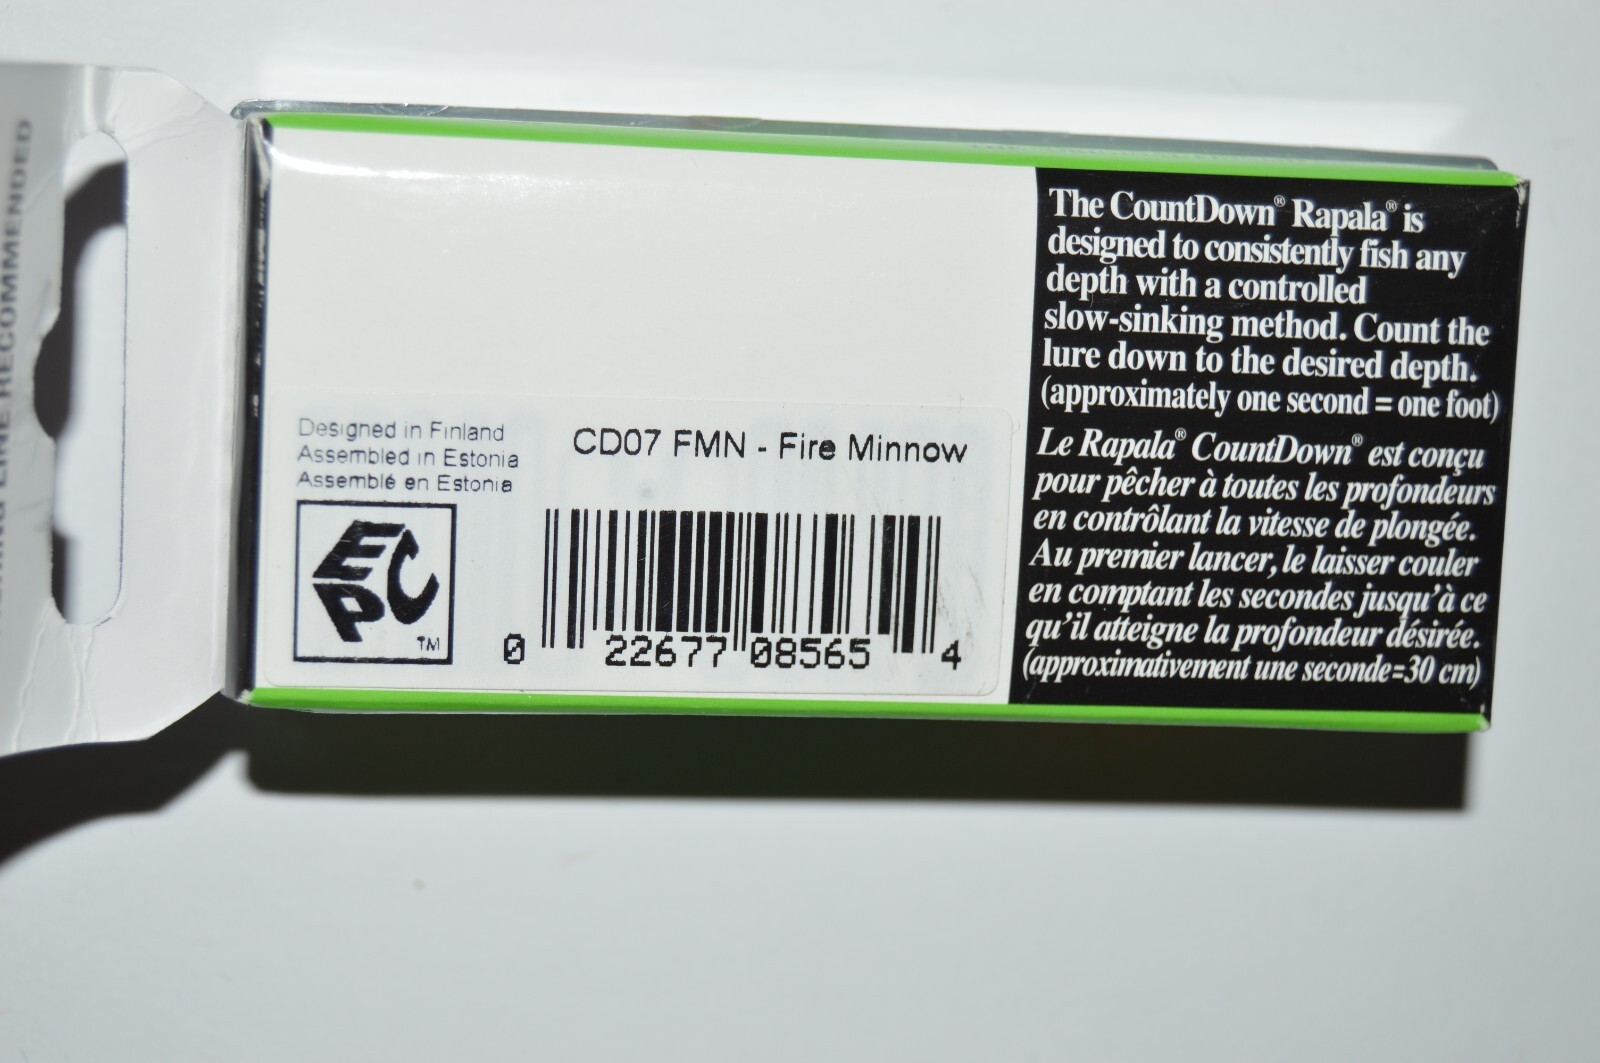 RECOMMENDED
Designed in Finland
Assembled in Estonia
Assemblé en Estonia
CD07 FMN - Fire Minnow
EPC
TM
0 22677 08565 4
The CountDown® Rapala® is
designed to consistently fish any
depth with a controlled
slow-sinking method. Count the
lure down to the desired depth.
(approximately one second = one foot)
Le Rapala® CountDown® est conçu
pour pêcher à toutes les profondeurs
en contrôlant la vitesse de plongée.
Au premier lancer, le laisser couler
en comptant les secondes jusqu'à ce
qu'il atteigne la profondeur désirée.
(approximativement une seconde=30 cm)